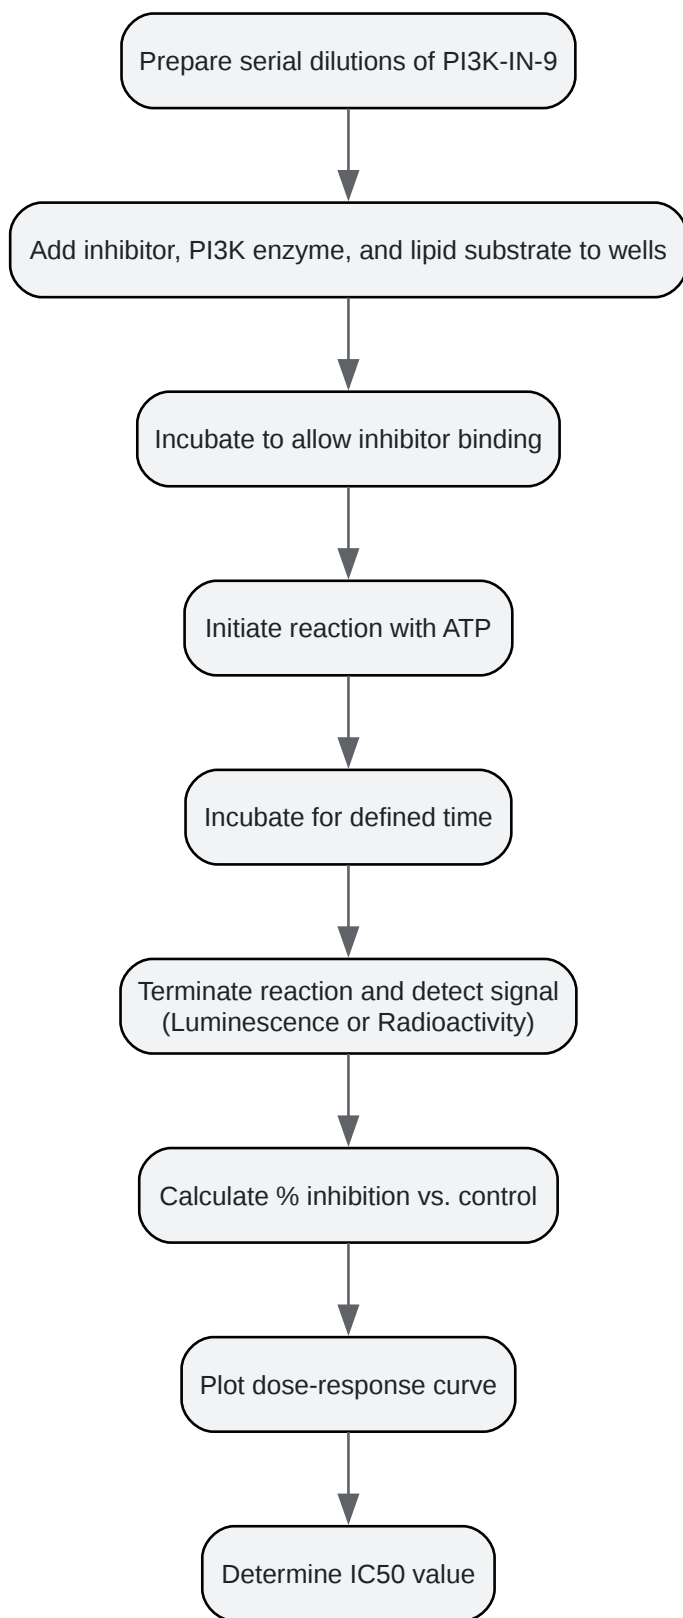 Prepare serial dilutions of PI3K-IN-9
Add inhibitor, PI3K enzyme, and lipid substrate to wells
Incubate to allow inhibitor binding
Initiate reaction with ATP
Incubate for defined time
Terminate reaction and detect signal
(Luminescence or Radioactivity)
Calculate % inhibition vs. control
Plot dose-response curve
Determine IC50 value